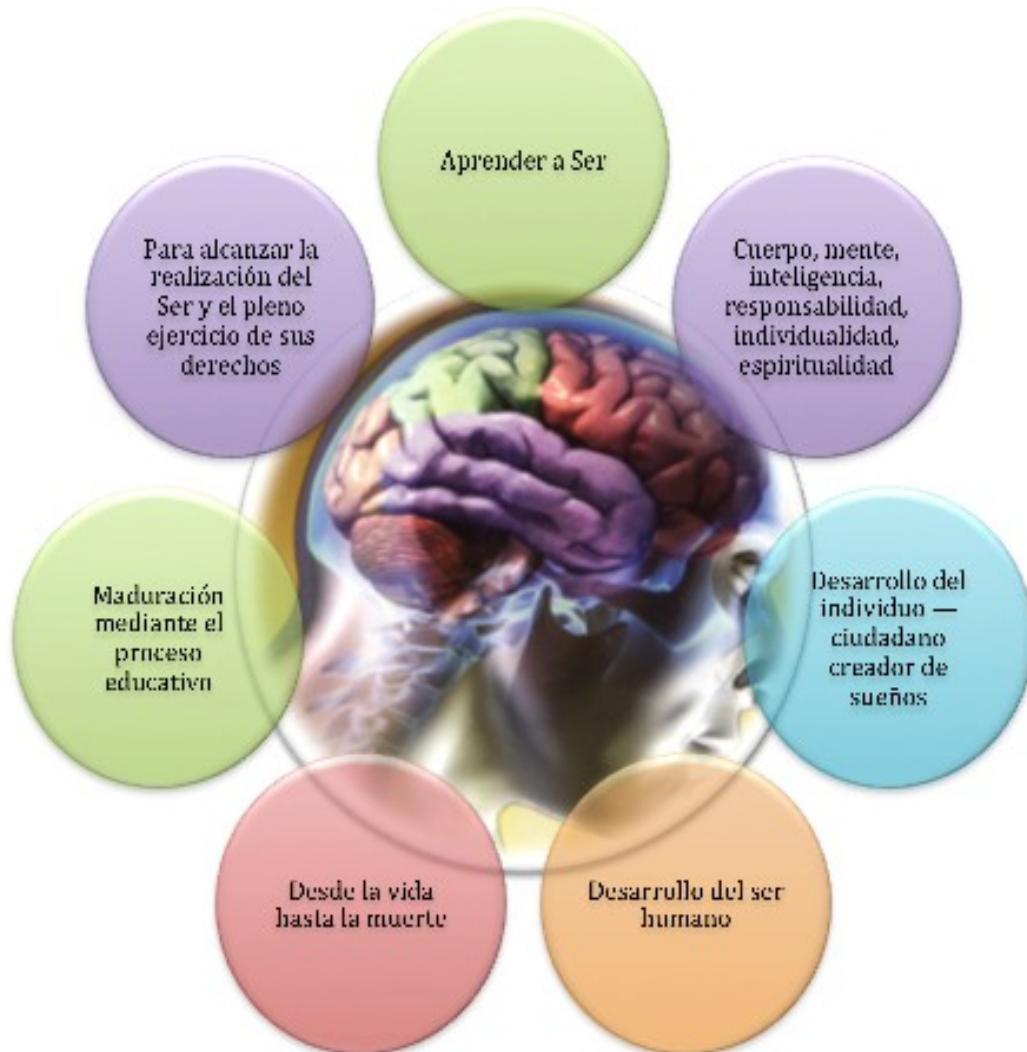 Aprender a Ser
Cuerpo, mente,
inteligencia,
responsabilidad,
individualidad,
espiritualidad
Desarrollo del
individuo —
ciudadano
creador de
sueños
Desarrollo del ser
humano
Desde la vida
hasta la muerte
Maduración
mediante el
proceso
educativo
Para alcanzar la
realización del
Ser y el pleno
ejercicio de sus
derechos